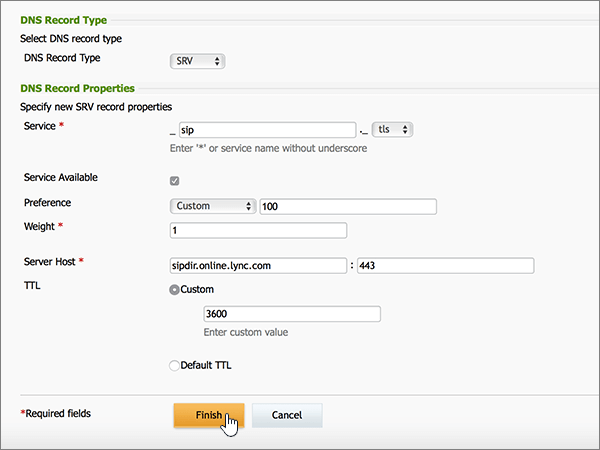 DNS Record Type
Select DNS record type
DNS Record Type SRV
DNS Record Properties
Specify new SRV record properties
Service * _ sip ._ tls
Enter '*' or service name without underscore
Service Available
Preference Custom 100
Weight * 1
Server Host * sipdir.online.lync.com : 443
TTL Custom
3600
Enter custom value
Default TTL
*Required fields Finish Cancel